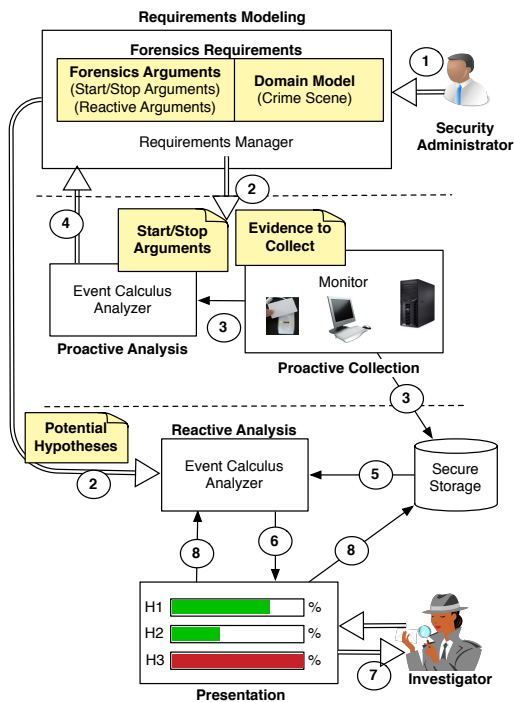 Requirements Modeling
Forensics Requirements
Forensics Arguments
(Start/Stop Arguments)
(Reactive Arguments)
Domain Model
(Crime Scene)
Requirements Manager
1
Security
Administrator
2
4
Start/Stop
Arguments
Evidence to
Collect
Event Calculus
Analyzer
Monitor
3
Proactive Analysis
Proactive Collection
3
Potential
Hypotheses
Reactive Analysis
2
Event Calculus
Analyzer
5
Secure
Storage
8
6
8
H1 %
H2 %
H3 %
7
Presentation
Investigator